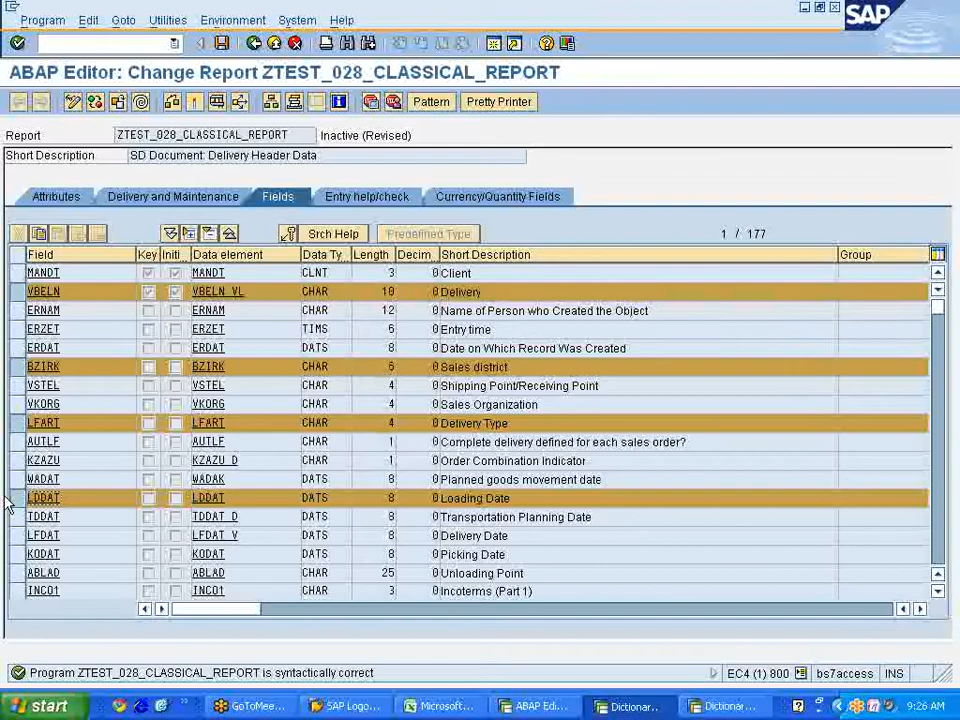 Program Edit Goto Utilities Environment System Help
SAP
ABAP Editor: Change Report ZTEST_028_CLASSICAL_REPORT
Pattern Pretty Printer
Report ZTEST_028_CLASSICAL_REPORT Inactive (Revised)
Short Description SD Document: Delivery Header Data
Attributes Delivery and Maintenance Fields Entry help/check Currency/Quantity Fields
Srch Help Predefined Type 1 / 177
Field Key Initi Data element Data Ty.. Length Decim.. Short Description Group
MANDT MANDT CLNT 3 0 Client
VBELN VBELN_VL CHAR 10 0 Delivery
ERNAM ERNAM CHAR 12 0 Name of Person who Created the Object
ERZET ERZET TIMS 6 0 Entry time
ERDAT ERDAT DATS 8 0 Date on Which Record Was Created
BZIRK BZIRK CHAR 6 0 Sales district
VSTEL VSTEL CHAR 4 0 Shipping Point/Receiving Point
VKORG VKORG CHAR 4 0 Sales Organization
LFART LFART CHAR 4 0 Delivery Type
AUTLF AUTLF CHAR 1 0 Complete delivery defined for each sales order?
KZAZU KZAZU_D CHAR 1 0 Order Combination Indicator
WADAT WADAK DATS 8 0 Planned goods movement date
LDDAT LDDAT DATS 8 0 Loading Date
TDDAT TDDAT_D DATS 8 0 Transportation Planning Date
LFDAT LFDAT_V DATS 8 0 Delivery Date
KODAT KODAT DATS 8 0 Picking Date
ABLAD ABLAD CHAR 25 0 Unloading Point
INCO1 INCO1 CHAR 3 0 Incoterms (Part 1)
Program ZTEST_028_CLASSICAL_REPORT is syntactically correct EC4 (1) 800 bs7access INS
start GoToMee... SAP Logo... Microsoft... ABAP Edi... Dictionar... Dictionar... 9:26 AM